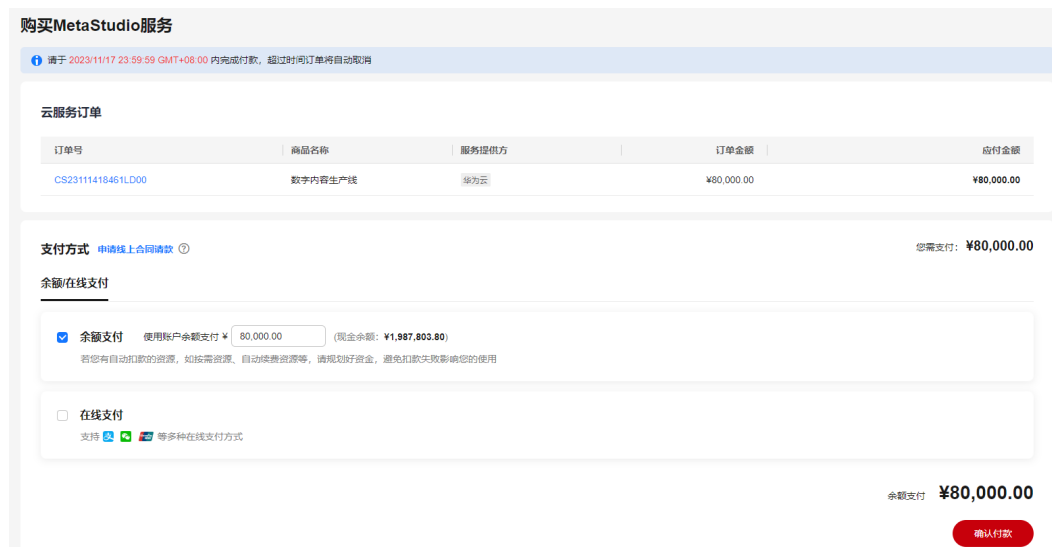 购买MetaStudio服务
请于 2023/11/17 23:59:59 GMT+08:00 内完成付款，超过时间订单将自动取消
云服务订单
订单号 商品名称 服务提供方 订单金额 应付金额
CS23111418461LD00 数字内容生产线 华为云 ¥80,000.00 ¥80,000.00
支付方式 申请线上合同请款 ? 您需支付：¥80,000.00
余额/在线支付
余额支付 使用账户余额支付 ¥ 80,000.00 (现金余额：¥1,987,803.80)
若您有自动扣款的资源，如按需资源、自动续费资源等，请规划好资金，避免扣款失败影响您的使用
在线支付
支持 等多种在线支付方式
余额支付 ¥80,000.00
确认付款